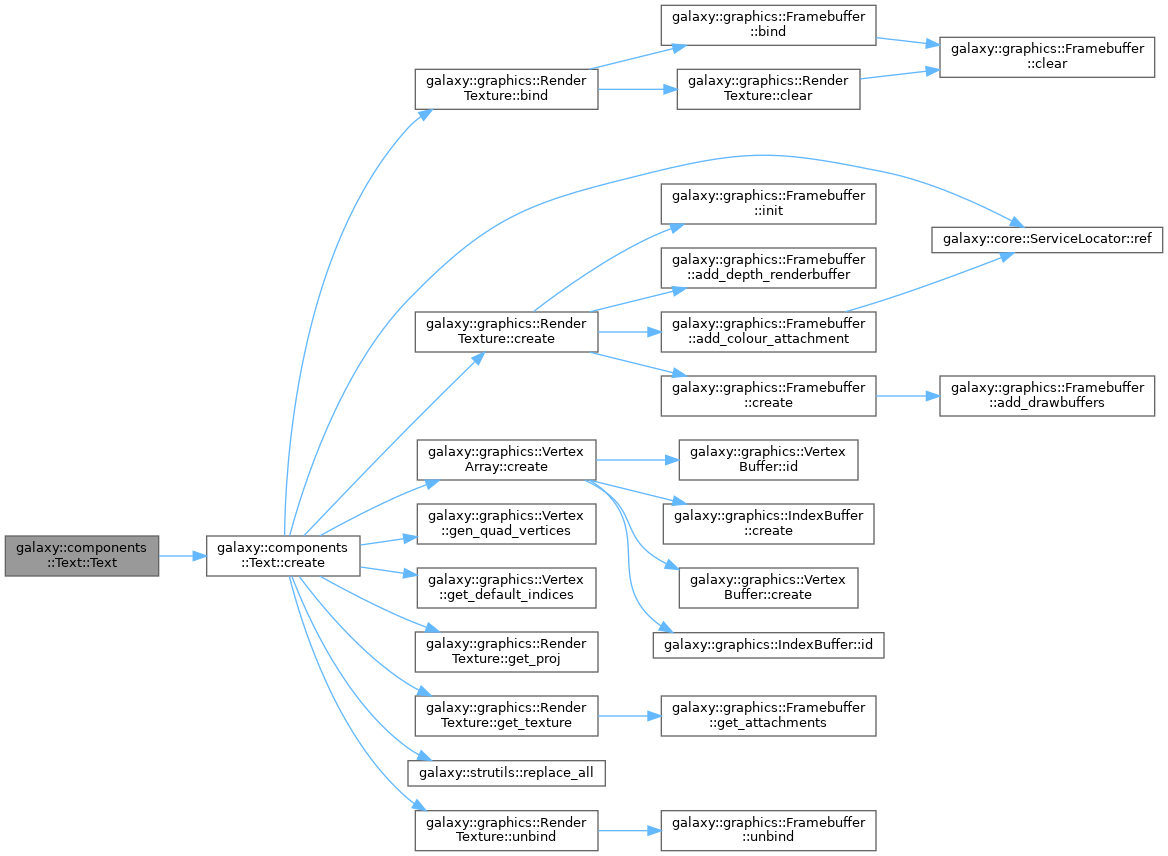 galaxy::components
::Text::Text
galaxy::components
::Text::create
galaxy::graphics::Render
Texture::bind
galaxy::graphics::Framebuffer
::bind
galaxy::graphics::Framebuffer
::clear
galaxy::graphics::Render
Texture::clear
galaxy::core::ServiceLocator::ref
galaxy::graphics::Render
Texture::create
galaxy::graphics::Framebuffer
::init
galaxy::graphics::Framebuffer
::add_depth_renderbuffer
galaxy::graphics::Framebuffer
::add_colour_attachment
galaxy::graphics::Framebuffer
::create
galaxy::graphics::Framebuffer
::add_drawbuffers
galaxy::graphics::Vertex
Array::create
galaxy::graphics::Vertex
Buffer::id
galaxy::graphics::IndexBuffer
::create
galaxy::graphics::Vertex
Buffer::create
galaxy::graphics::IndexBuffer::id
galaxy::graphics::Vertex
::gen_quad_vertices
galaxy::graphics::Vertex
::get_default_indices
galaxy::graphics::Render
Texture::get_proj
galaxy::graphics::Render
Texture::get_texture
galaxy::graphics::Framebuffer
::get_attachments
galaxy::strutils::replace_all
galaxy::graphics::Render
Texture::unbind
galaxy::graphics::Framebuffer
::unbind